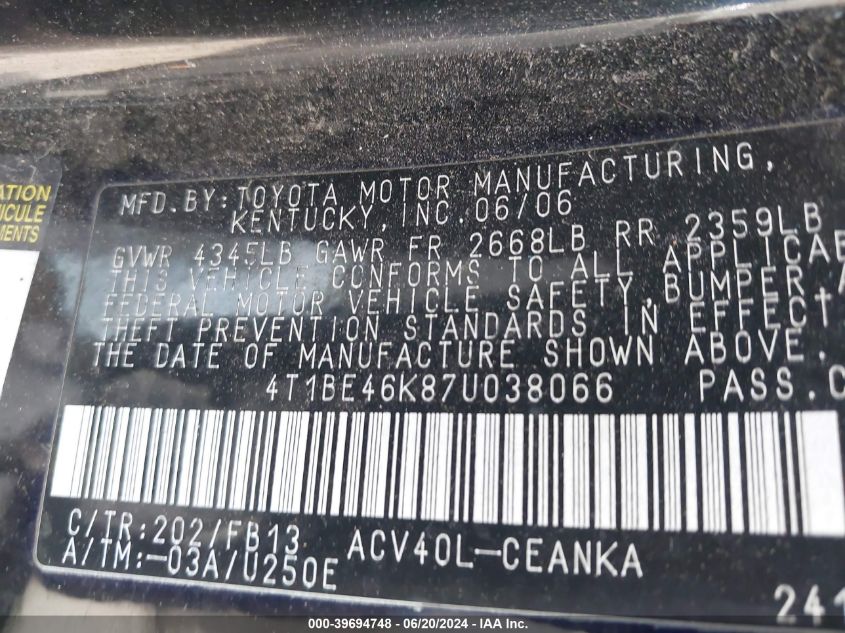 ATION
VEHICULE
MENTS
MFD.BY:TOYOTA MOTOR MANUFACTURING,
KENTUCKY, INC.06/06
GVWR 4345LB GAWR FR 2668LB RR 2359LB
THIS VEHICLE CONFORMS TO ALL APPLICAB
FEDERAL MOTOR VEHICLE SAFETY,BUMPER,A
THEFT PREVENTION STANDARDS IN EFFECT
THE DATE OF MANUFACTURE SHOWN ABOVE.
4T1BE46K87U038066 PASS.C
C/TR:202/FB13 ACV40L-CEANKA
A/TM:-03A/U250E
241
000-39694748 - 06/20/2024 - IAA Inc.